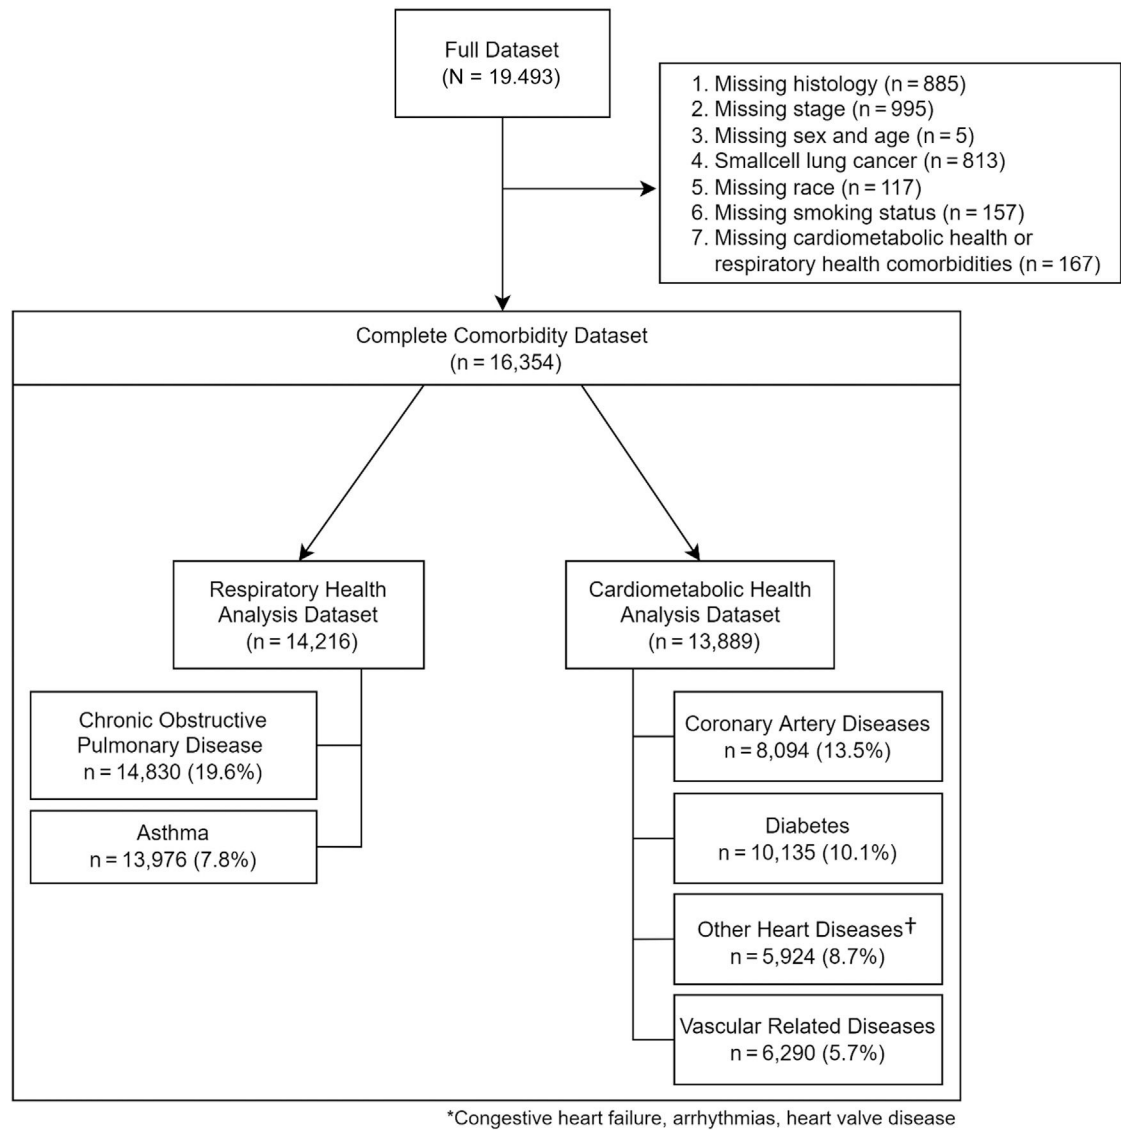 Full Dataset
(N = 19.493)
1. Missing histology (n = 885)
2. Missing stage (n = 995)
3. Missing sex and age (n = 5)
4. Smallcell lung cancer (n = 813)
5. Missing race (n = 117)
6. Missing smoking status (n = 157)
7. Missing cardiometabolic health or
respiratory health comorbidities (n = 167)
Complete Comorbidity Dataset
(n = 16,354)
Respiratory Health
Analysis Dataset
(n = 14,216)
Chronic Obstructive
Pulmonary Disease
n = 14,830 (19.6%)
Asthma
n = 13,976 (7.8%)
Cardiometabolic Health
Analysis Dataset
(n = 13,889)
Coronary Artery Diseases
n = 8,094 (13.5%)
Diabetes
n = 10,135 (10.1%)
Other Heart Diseases†
n = 5,924 (8.7%)
Vascular Related Diseases
n = 6,290 (5.7%)
*Congestive heart failure, arrhythmias, heart valve disease